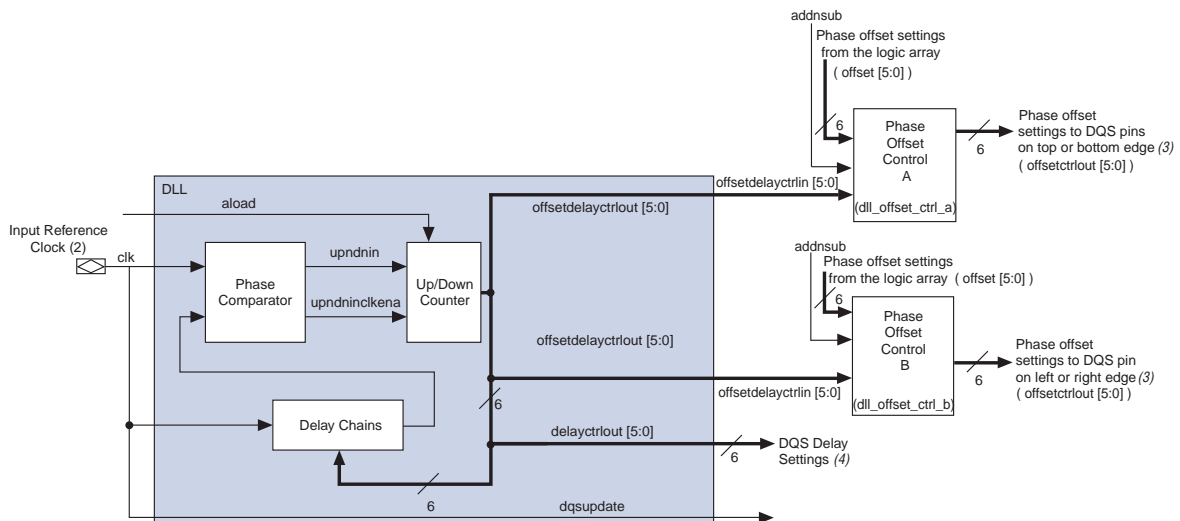 addnsub
Phase offset settings
from the logic array
( offset [5:0] )
6
Phase
Offset
Control
A
(dll_offset_ctrl_a)
6
Phase offset
settings to DQS pins
on top or bottom edge (3)
( offsetctrlout [5:0] )
DLL
aload
offsetdelayctrlout [5:0]
offsetdelayctrlin [5:0]
Input Reference
Clock (2)
clk
Phase
Comparator
upndnin
upndninclkena
Up/Down
Counter
addnsub
Phase offset settings
from the logic array ( offset [5:0] )
6
Phase
Offset
Control
B
(dll_offset_ctrl_b)
6
Phase offset
settings to DQS pin
on left or right edge (3)
( offsetctrlout [5:0] )
offsetdelayctrlout [5:0]
offsetdelayctrlin [5:0]
6
Delay Chains
delayctrlout [5:0]
6
DQS Delay
Settings (4)
6
dqsupdate